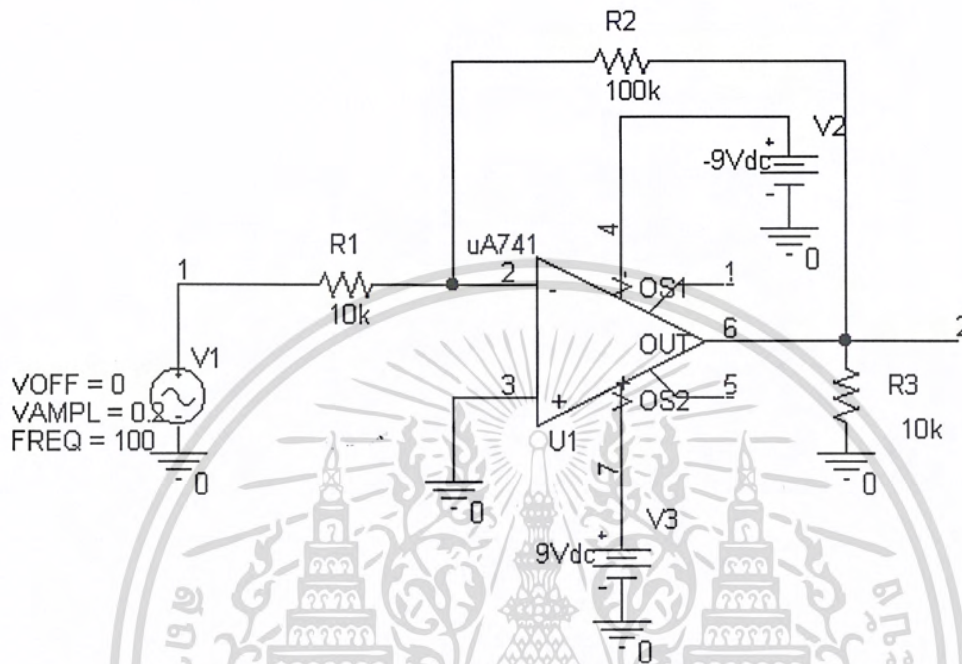 R2
100k
V2
+
-9Vdc
-
0
4
uA741
R1
1
2
10k
-
V-
OS1
1
V1
+
-
VOFF = 0
VAMPL = 0.2
FREQ = 100
0
OUT
6
2
3
+
V+
OS2
5
U1
0
R3
10k
0
7
V3
+
9Vdc
-
0